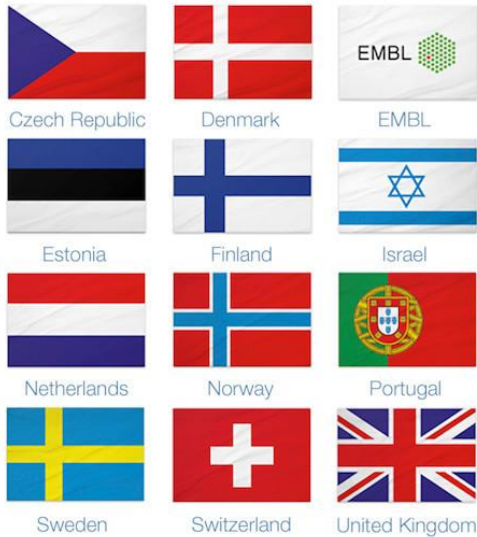 EMBL
Czech Republic Denmark EMBL
Estonia Finland Israel
Netherlands Norway Portugal
Sweden Switzerland United Kingdom